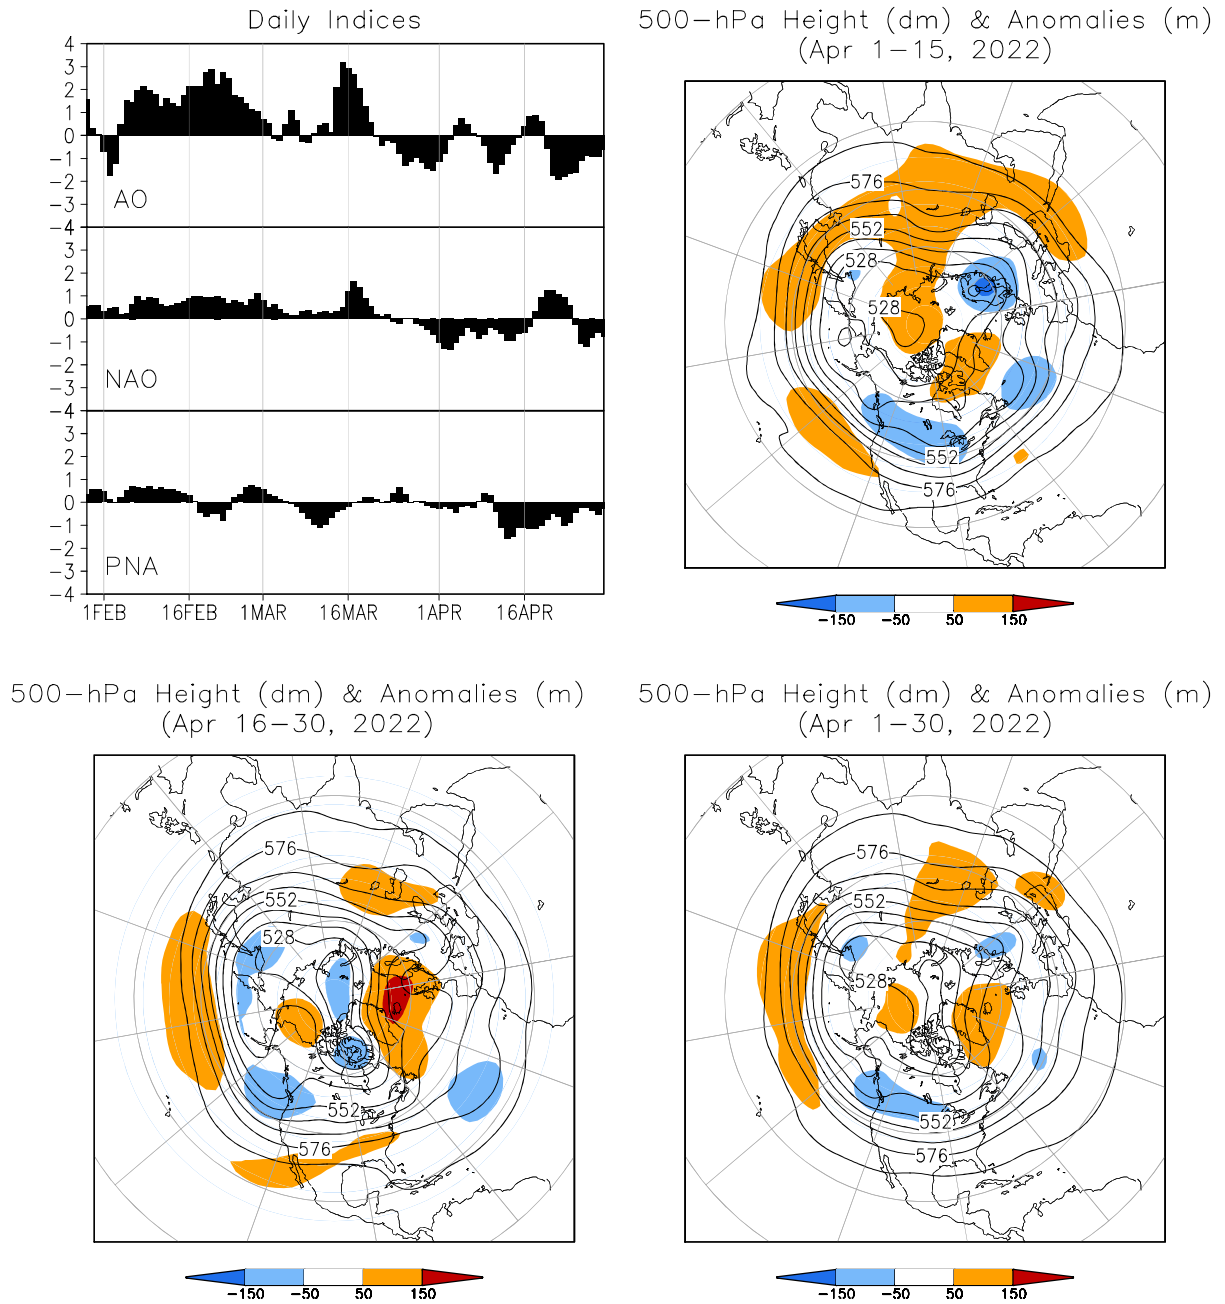 Daily Indices
4
3
2
1
0
−1
−2
−3
−4
AO
3
2
1
0
−1
−2
−3
−4
NAO
3
2
1
0
−1
−2
−3
−4
PNA
1FEB 16FEB 1MAR 16MAR 1APR 16APR
500−hPa Height (dm) & Anomalies (m)
(Apr 1−15, 2022)
576
552
528
528
552
576
−150 −50 50 150
500−hPa Height (dm) & Anomalies (m)
(Apr 16−30, 2022)
576
552
528
552
576
−150 −50 50 150
500−hPa Height (dm) & Anomalies (m)
(Apr 1−30, 2022)
576
552
528
552
576
−150 −50 50 150